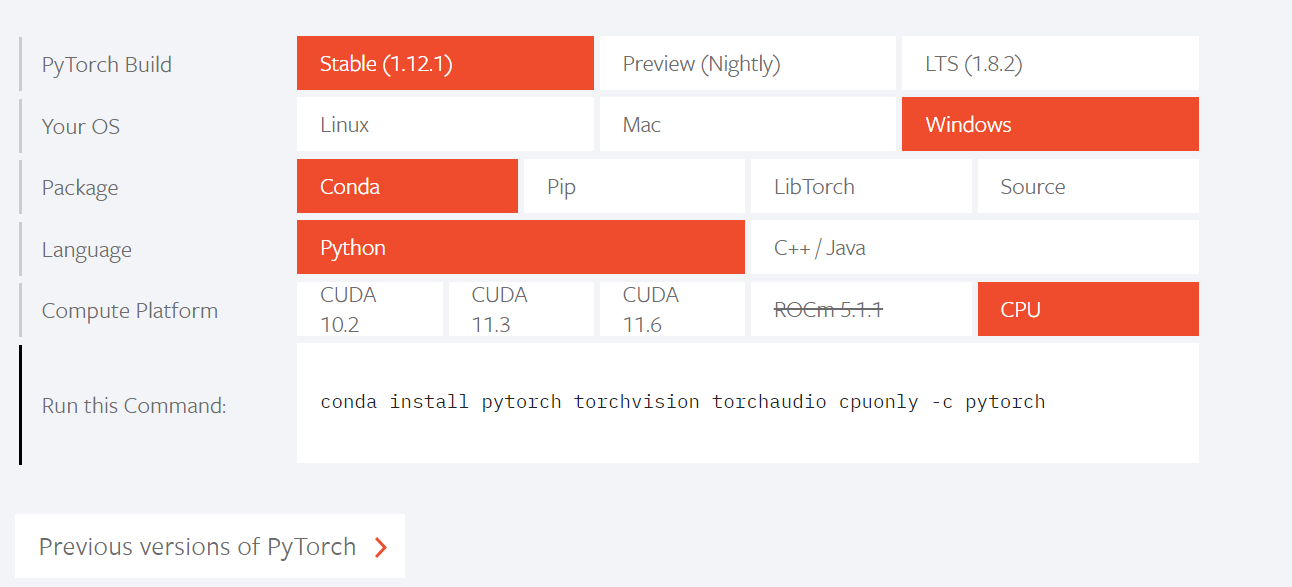 PyTorch Build
Stable (1.12.1)
Preview (Nightly)
LTS (1.8.2)
Your OS
Linux
Mac
Windows
Package
Conda
Pip
LibTorch
Source
Language
Python
C++ / Java
Compute Platform
CUDA
10.2
CUDA
11.3
CUDA
11.6
ROCm 5.1.1
CPU
Run this Command:
conda install pytorch torchvision torchaudio cpuonly -c pytorch
Previous versions of PyTorch